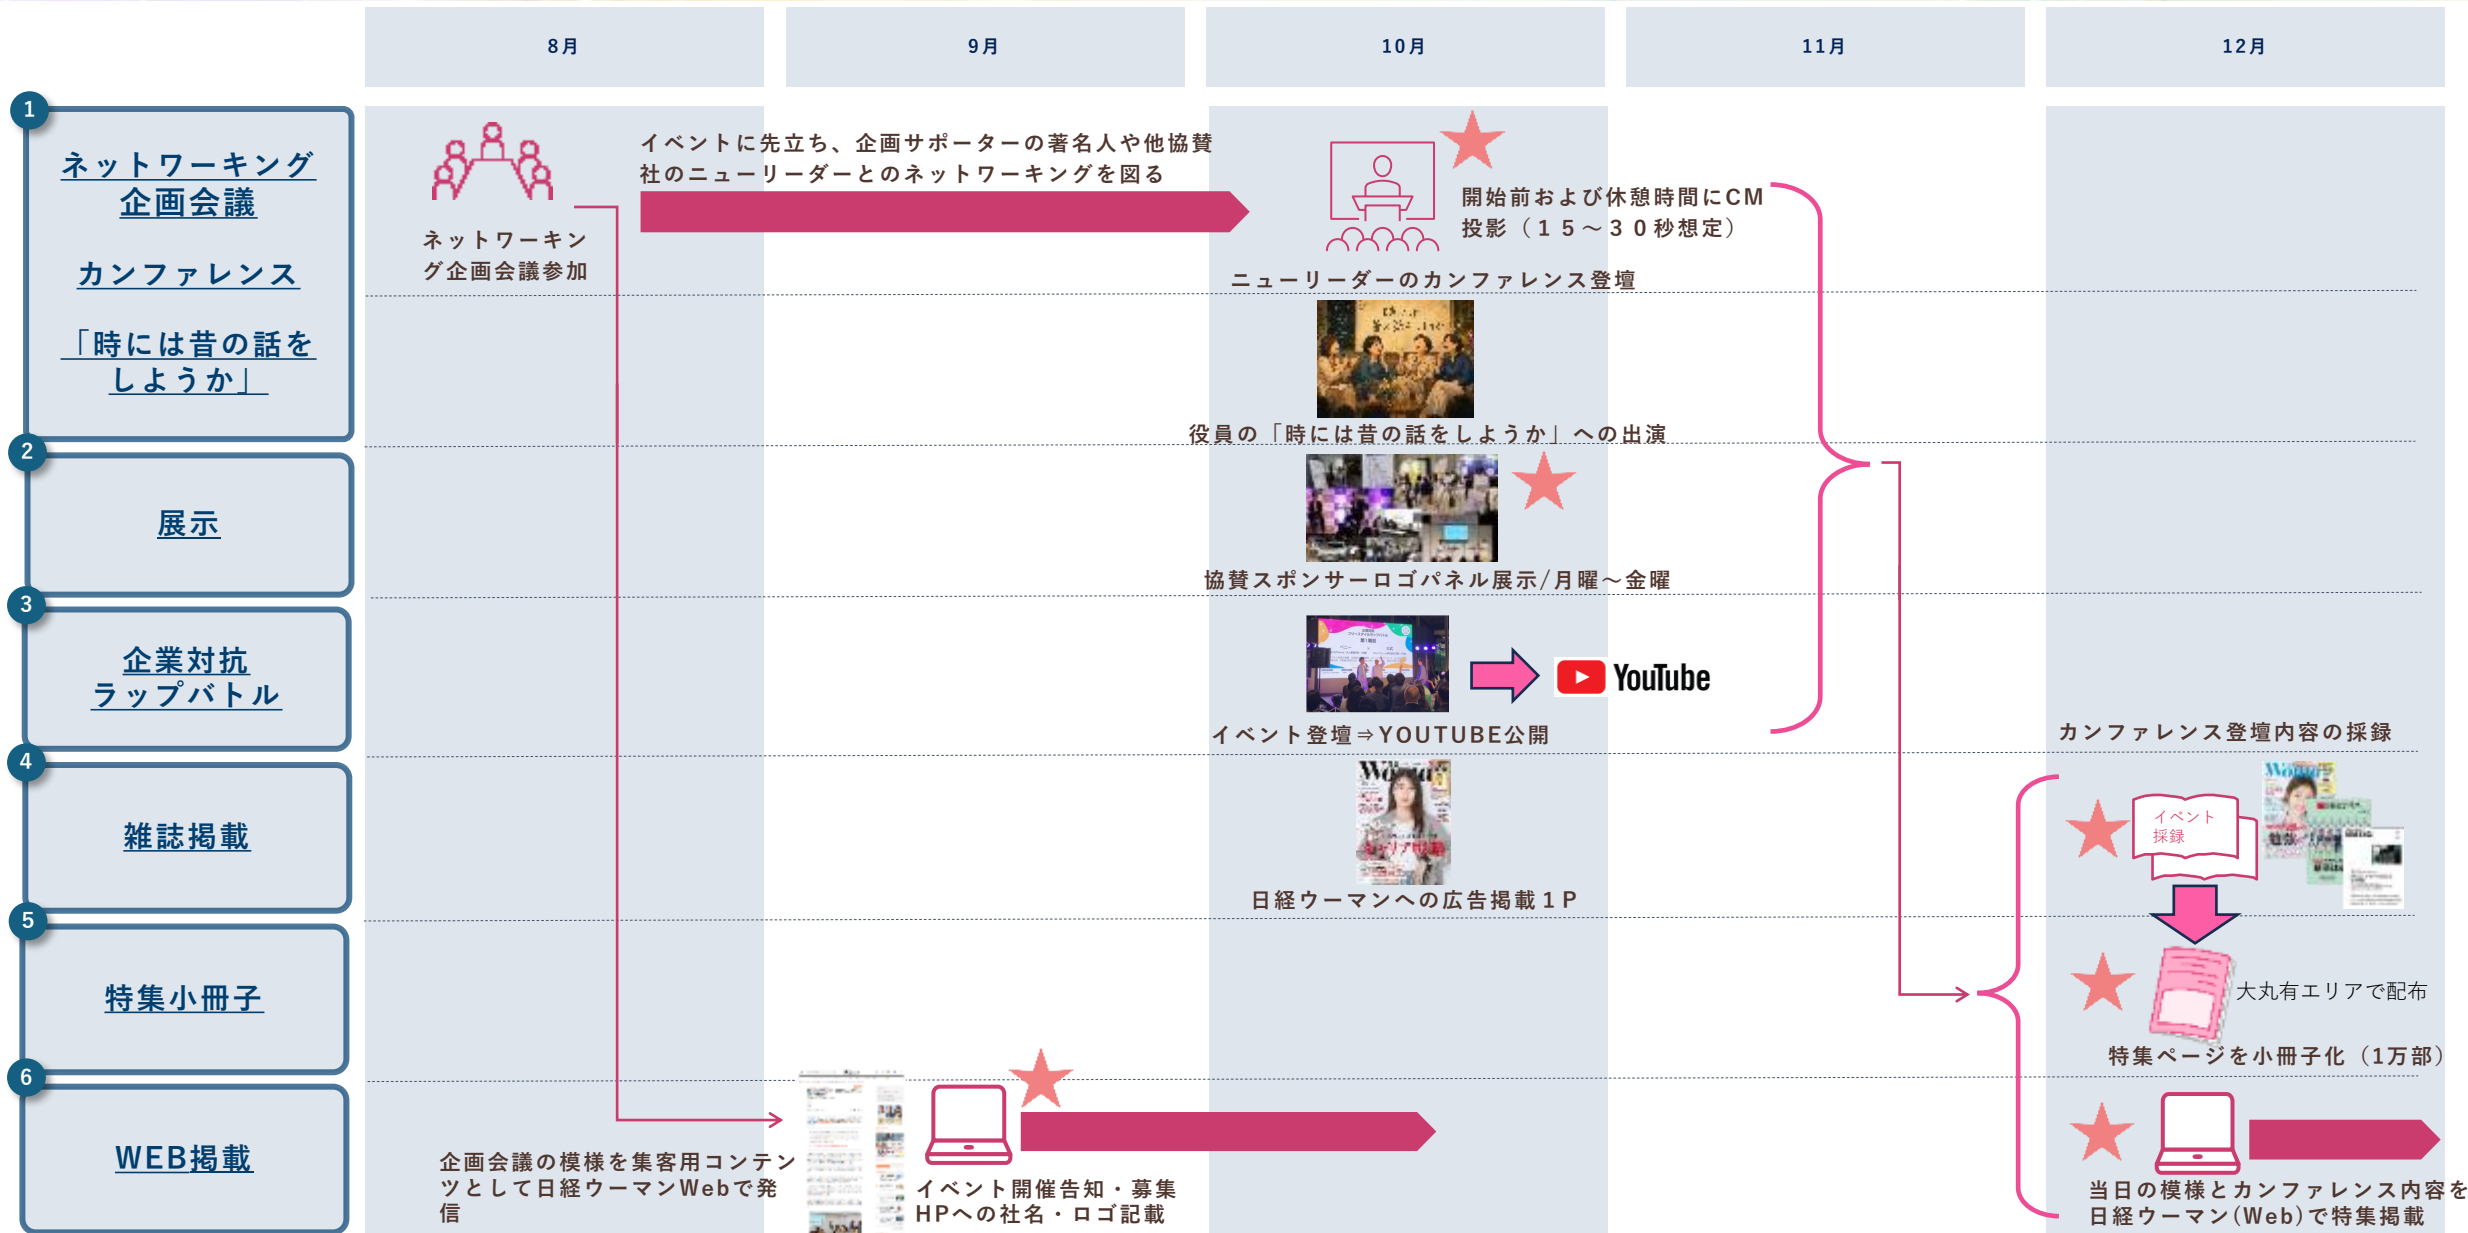 8月
9月
10月
11月
12月
1
ネットワーキング
企画会議
カンファレンス
「時には昔の話を
しようか」
ネットワーキン
グ企画会議参加
イベントに先立ち、企画サポーターの著名人や他協賛
社のニューリーダーとのネットワーキングを図る
開始前および休憩時間にCM
投影（１５～３０秒想定）
ニューリーダーのカンファレンス登壇
役員の「時には昔の話をしようか」への出演
2
展示
協賛スポンサーロゴパネル展示/月曜～金曜
3
企業対抗
ラップバトル
YouTube
イベント登壇⇒YOUTUBE公開
4
雑誌掲載
日経ウーマンへの広告掲載１P
カンファレンス登壇内容の採録
イベント
採録
5
特集小冊子
大丸有エリアで配布
特集ページを小冊子化（1万部）
6
WEB掲載
企画会議の模様を集客用コンテン
ツとして日経ウーマンWebで発
信
イベント開催告知・募集
HPへの社名・ロゴ記載
当日の模様とカンファレンス内容を
日経ウーマン(Web)で特集掲載